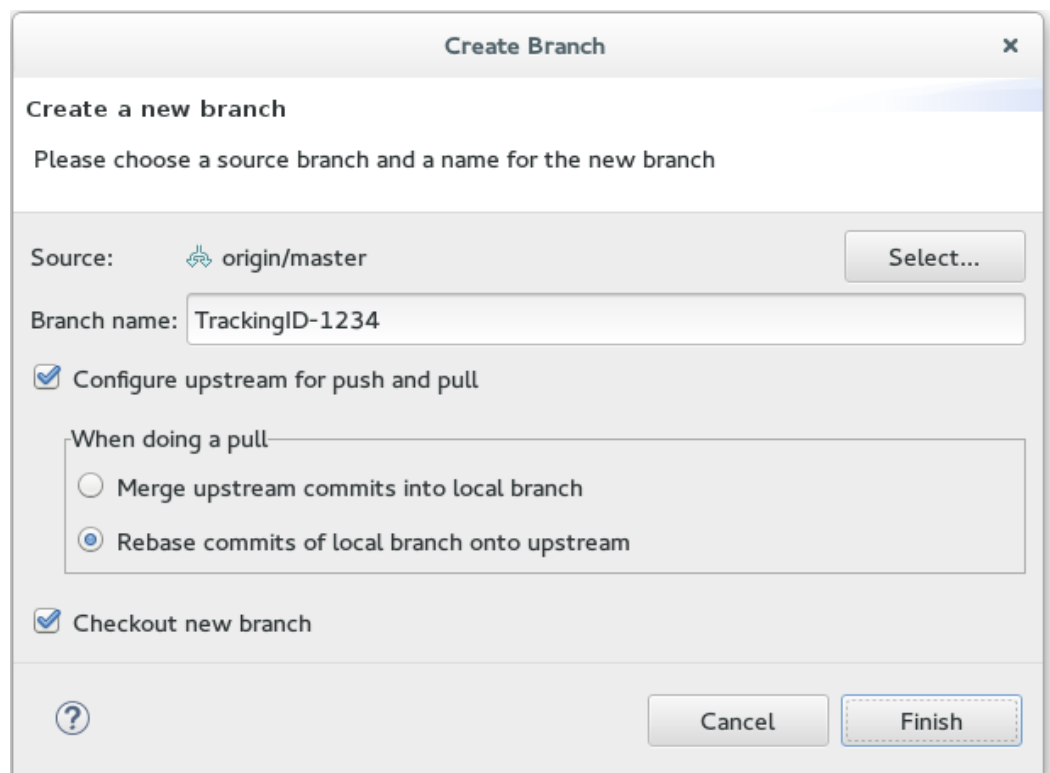 Create Branch
Create a new branch
Please choose a source branch and a name for the new branch
Source: origin/master Select...
Branch name: TrackingID-1234
Configure upstream for push and pull
When doing a pull
Merge upstream commits into local branch
Rebase commits of local branch onto upstream
Checkout new branch
? Cancel Finish